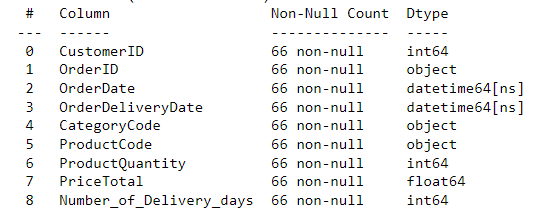 #   Column                   Non-Null Count  Dtype
---  ------                   --------------  -----
 0   CustomerID               66 non-null     int64
 1   OrderID                  66 non-null     object
 2   OrderDate                66 non-null     datetime64[ns]
 3   OrderDeliveryDate        66 non-null     datetime64[ns]
 4   CategoryCode             66 non-null     object
 5   ProductCode              66 non-null     object
 6   ProductQuantity          66 non-null     int64
 7   PriceTotal               66 non-null     float64
 8   Number_of_Delivery_days  66 non-null     int64